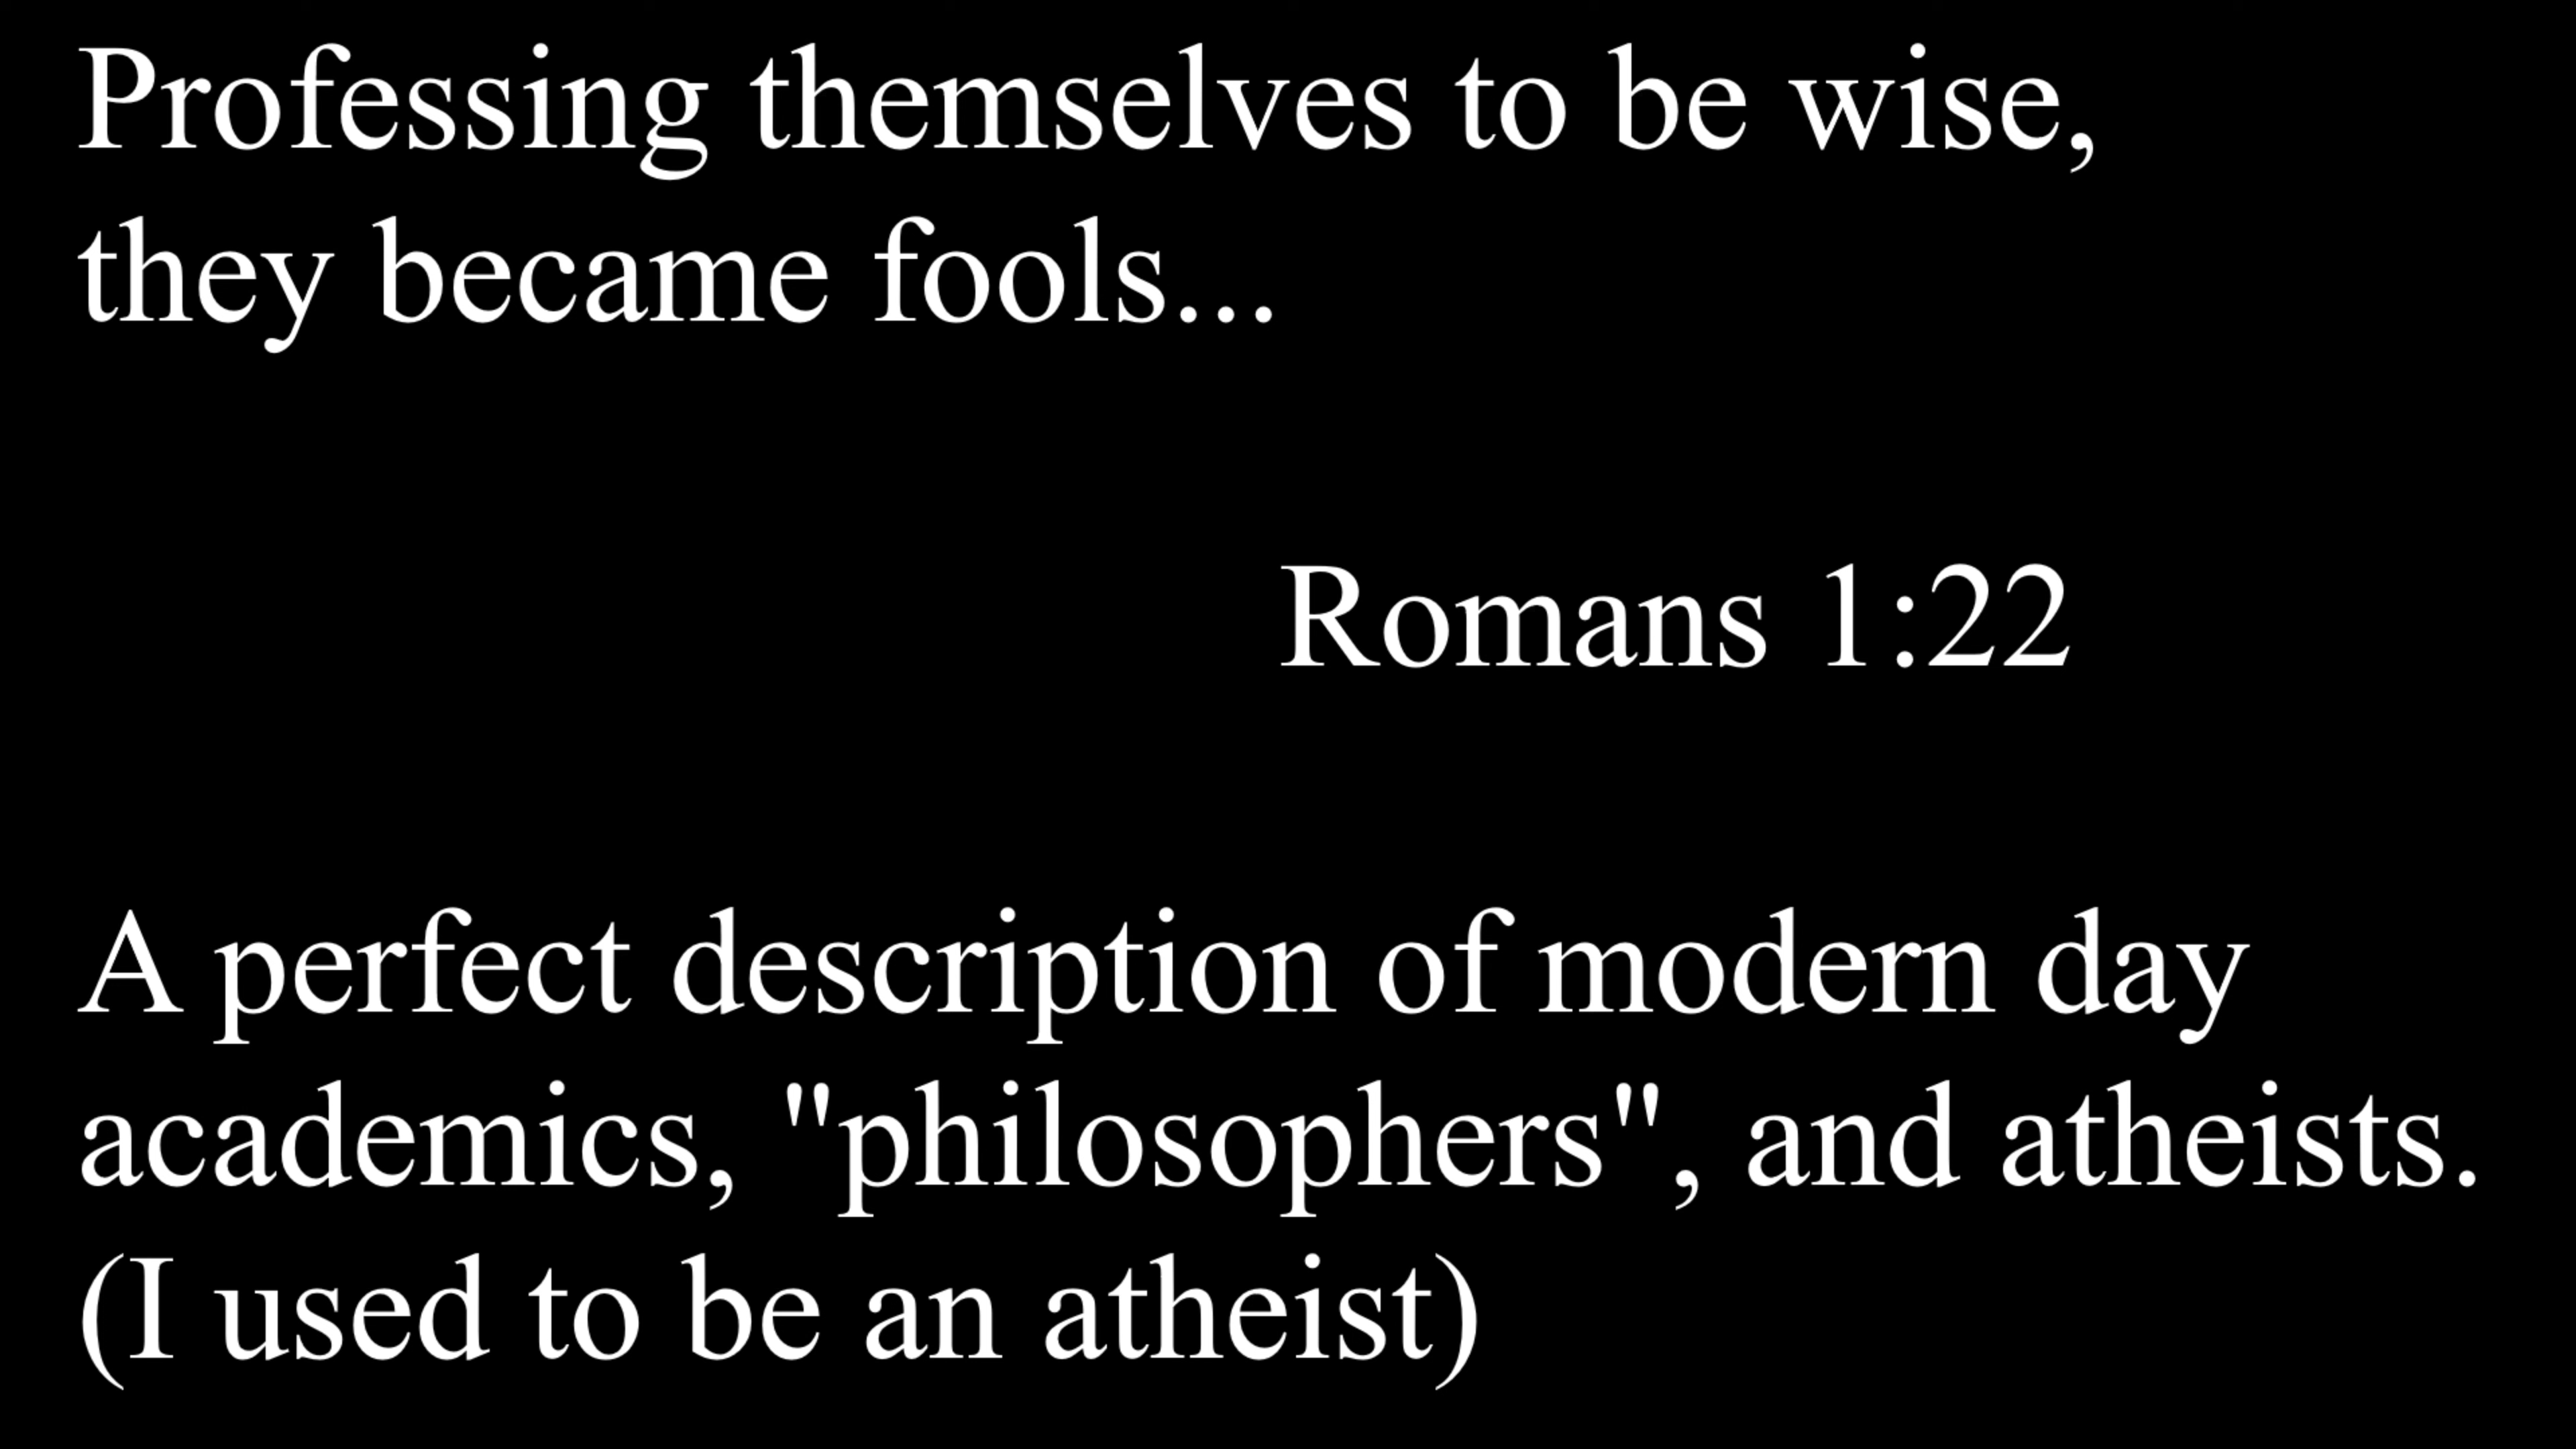 Professing themselves to be wise,
they became fools...
Romans 1:22
A perfect description of modern day
academics, "philosophers", and atheists.
(I used to be an atheist)